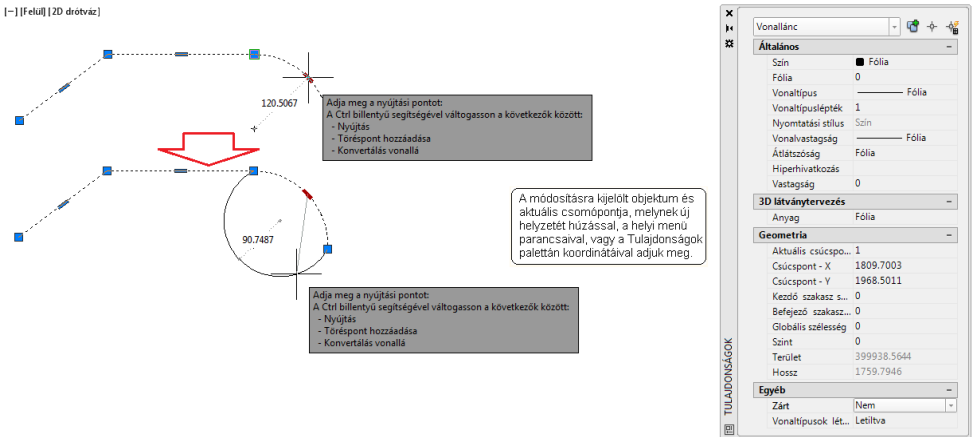 [−] [Felül] [2D drótváz]
120.5067
Adja meg a nyújtási pontot:
A Ctrl billentyű segítségével váltogasson a következők között:
- Nyújtás
- Töréspont hozzáadása
- Konvertálás vonallá
90.7487
Adja meg a nyújtási pontot:
A Ctrl billentyű segítségével váltogasson a következők között:
- Nyújtás
- Töréspont hozzáadása
- Konvertálás vonallá
A módosításra kijelölt objektum és
aktuális csomópontja, melynek új
helyzetét húzással, a helyi menü
parancsaival, vagy a Tulajdonságok
palettán koordinátáival adjuk meg.
TULAJDONSÁGOK
Vonallánc
Általános −
Szín Fólia
Fólia 0
Vonaltípus Fólia
Vonaltípuslépték 1
Nyomtatási stílus Szín
Vonalvastagság Fólia
Átlátszóság Fólia
Hiperhivatkozás
Vastagság 0
3D látványtervezés −
Anyag Fólia
Geometria −
Aktuális csúcspo... 1
Csúcspont - X 1809.7003
Csúcspont - Y 1968.5011
Kezdő szakasz s... 0
Befejező szakasz... 0
Globális szélesség 0
Szint 0
Terület 399938.5644
Hossz 1759.7946
Egyéb −
Zárt Nem
Vonaltípusok lét... Letiltva